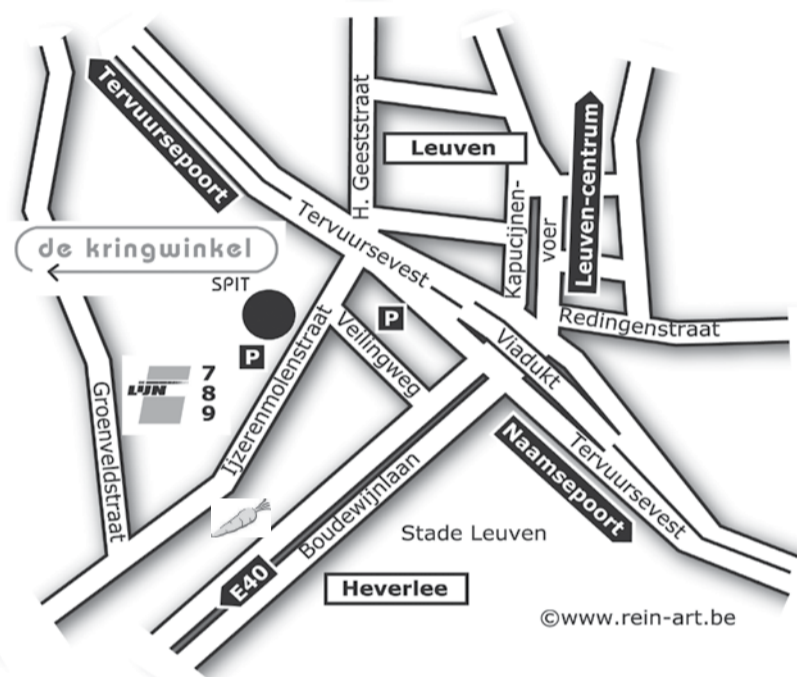 Tervuursepoort
H. Geeststraat
Leuven
Leuven-centrum
Kapucijnen-
voer
Tervuursevest
de kringwinkel
SPIT
P
P
Redingenstraat
Viadukt
Veilingweg
Ijzerenmolenstraat
LIJN
7
8
9
Groenveldstraat
Naamsepoort
Tervuursevest
Boudewijnlaan
Stade Leuven
E40
Heverlee
©www.rein-art.be